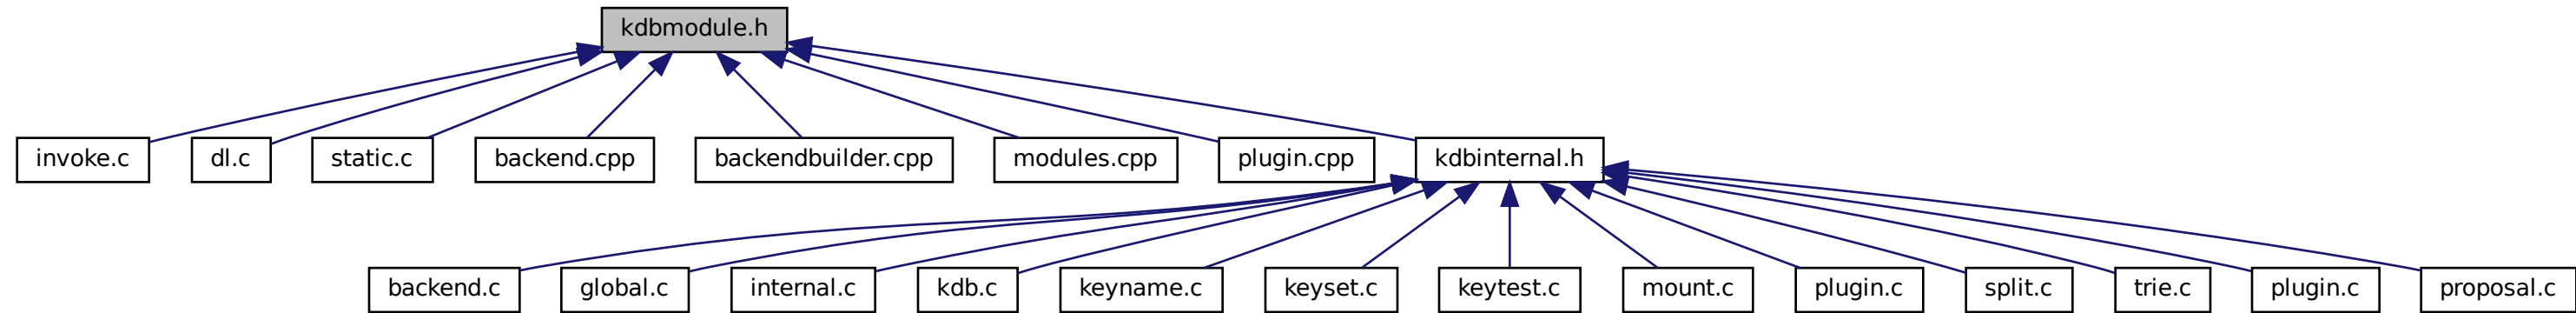 kdbmodule.h
invoke.c
dl.c
static.c
backend.cpp
backendbuilder.cpp
modules.cpp
plugin.cpp
kdbinternal.h
backend.c
global.c
internal.c
kdb.c
keyname.c
keyset.c
keytest.c
mount.c
plugin.c
split.c
trie.c
plugin.c
proposal.c